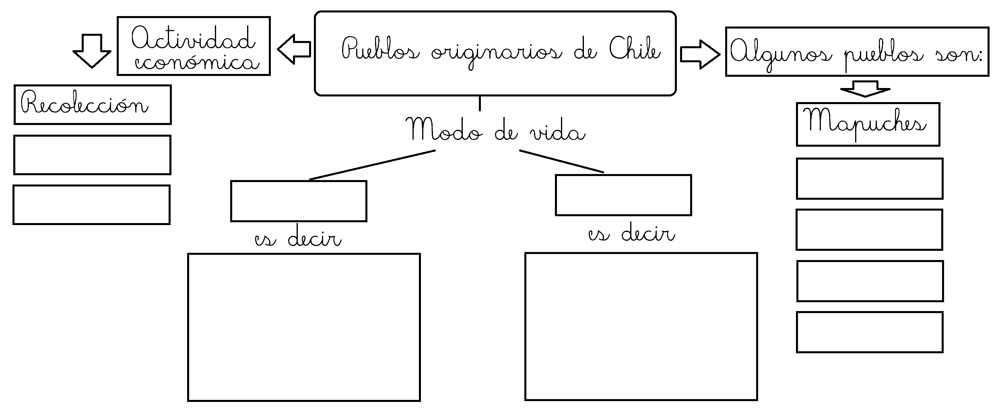 Pueblos originarios de Chile
Actividad
económica
Recolección
Modo de vida
es decir
es decir
Algunos pueblos son:
Mapuches